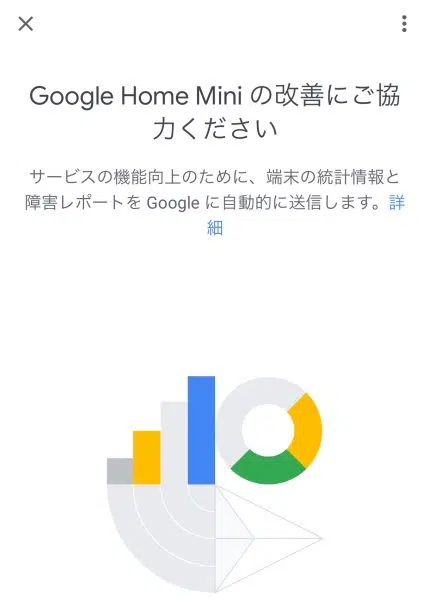 Google Home Mini の改善にご協
力ください
サービスの機能向上のために、端末の統計情報と
障害レポートを Google に自動的に送信します。詳
細